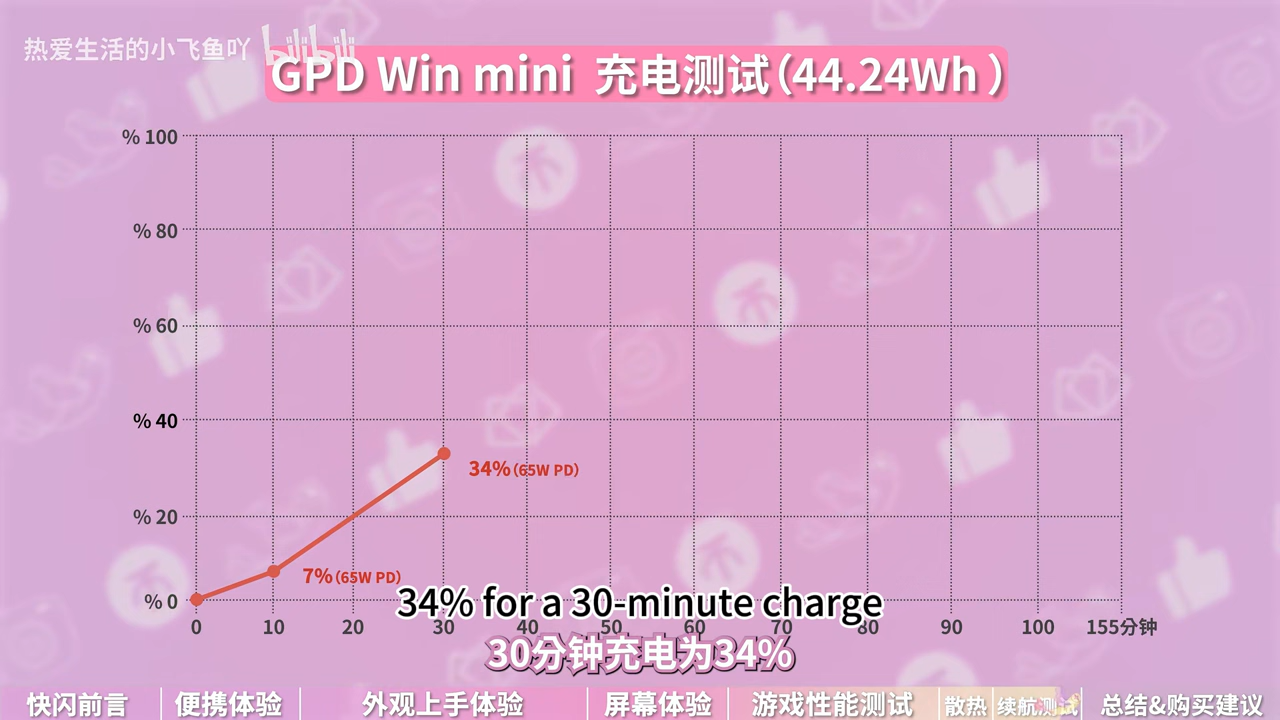 热爱生活的小飞鱼吖 bilibili
GPD Win mini 充电测试(44.24Wh )
% 100
% 80
% 60
% 40
34%(65W PD)
% 20
7%(65W PD)
% 0
34% for a 30-minute charge
0 10 20 30 40 50 60 70 80 90 100 155分钟
30分钟充电为34%
快闪前言 便携体验 外观上手体验 屏幕体验 游戏性能测试 散热 续航测试 总结&购买建议